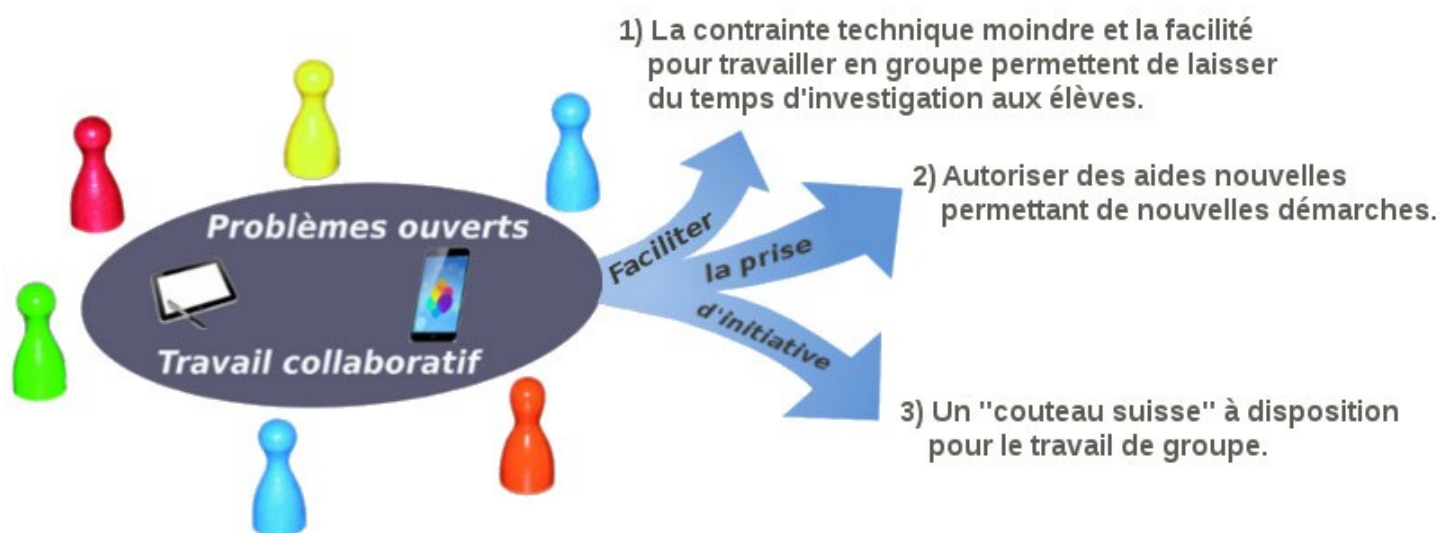 1) La contrainte technique moindre et la facilité
pour travailler en groupe permettent de laisser
du temps d'investigation aux élèves.
2) Autoriser des aides nouvelles
permettant de nouvelles démarches.
Problèmes ouverts
Travail collaboratif
Faciliter
la prise
d'initiative
3) Un "couteau suisse" à disposition
pour le travail de groupe.